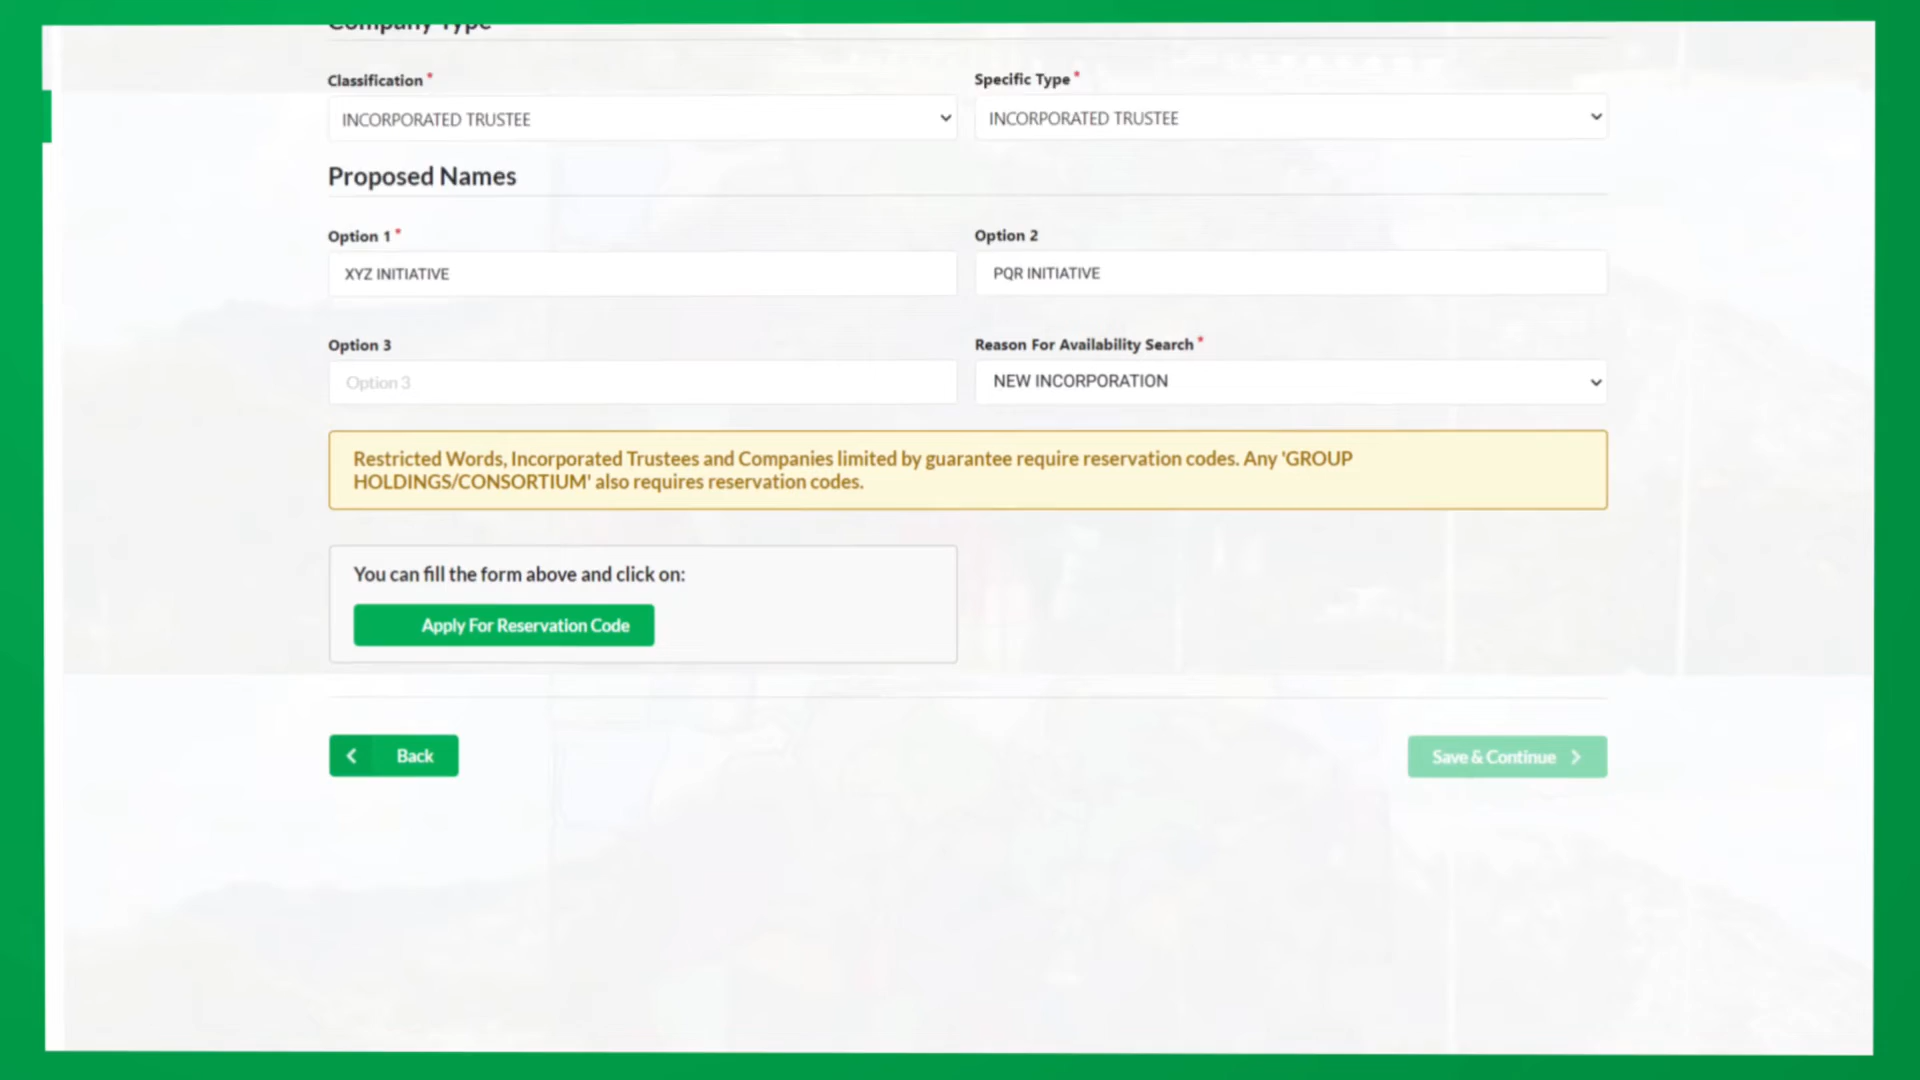 Company Type
Classification *
Specific Type *
INCORPORATED TRUSTEE
INCORPORATED TRUSTEE
Proposed Names
Option 1 *
Option 2
XYZ INITIATIVE
PQR INITIATIVE
Option 3
Reason For Availability Search *
Option 3
NEW INCORPORATION
Restricted Words, Incorporated Trustees and Companies limited by guarantee require reservation codes. Any 'GROUP
HOLDINGS/CONSORTIUM' also requires reservation codes.
You can fill the form above and click on:
Apply For Reservation Code
Back
Save & Continue